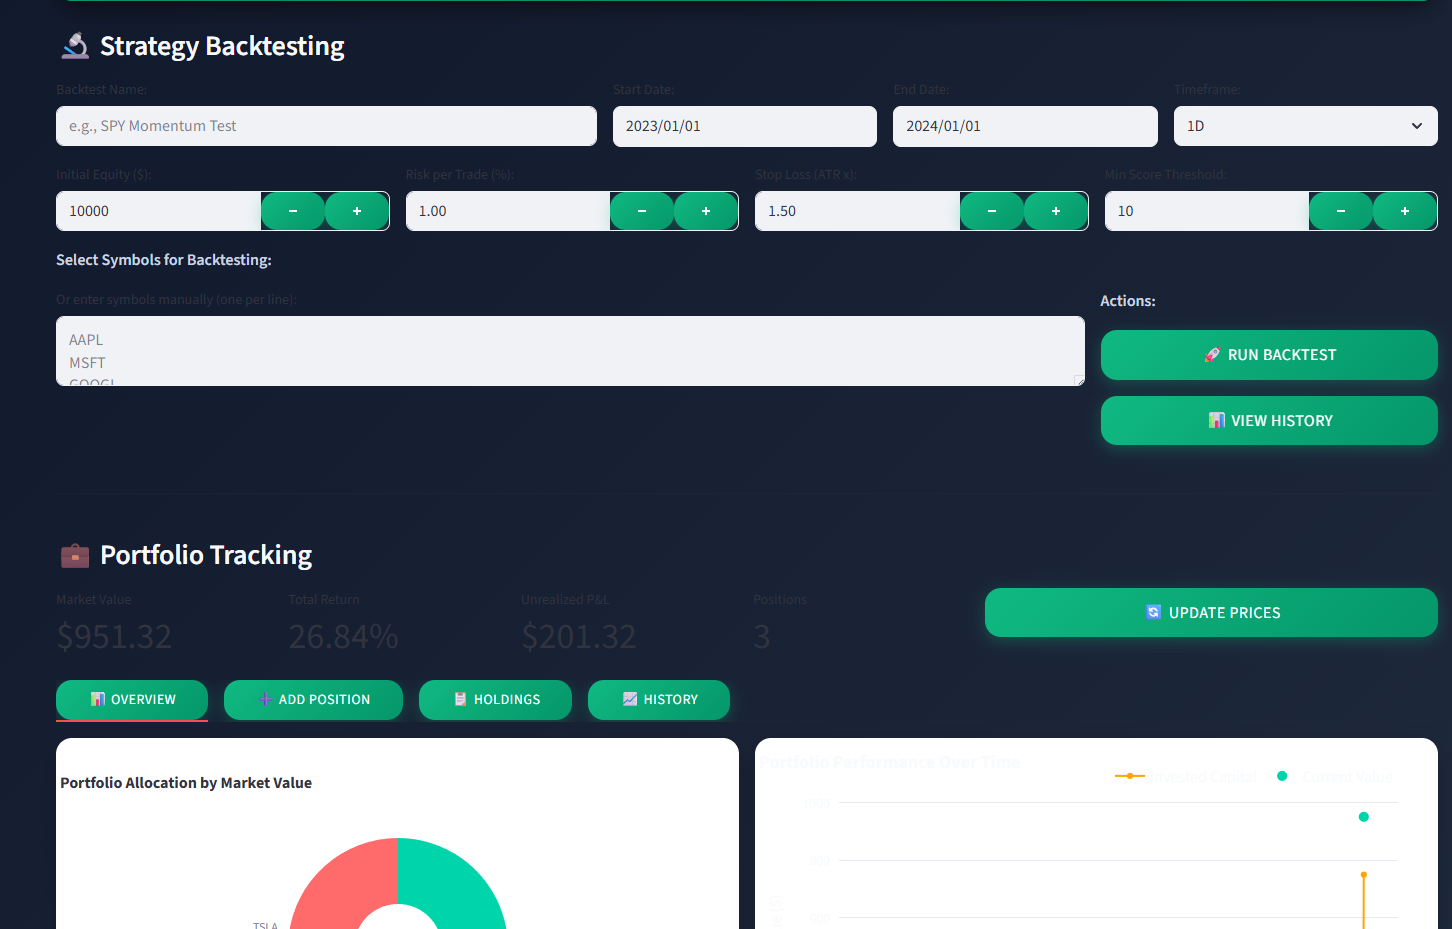 Strategy Backtesting
Backtest Name:
Start Date:
End Date:
Timeframe:
e.g., SPY Momentum Test
2023/01/01
2024/01/01
1D
Initial Equity ($):
Risk per Trade (%):
Stop Loss (ATR x):
Min Score Threshold:
10000
− +
1.00
− +
1.50
− +
10
− +
Select Symbols for Backtesting:
Or enter symbols manually (one per line):
AAPL
MSFT
GOOGL
Actions:
RUN BACKTEST
VIEW HISTORY
Portfolio Tracking
Market Value
Total Return
Unrealized P&L
Positions
$951.32
26.84%
$201.32
3
UPDATE PRICES
OVERVIEW
ADD POSITION
HOLDINGS
HISTORY
Portfolio Allocation by Market Value
TSLA
Portfolio Performance Over Time
Invested Capital
Current Value
1000